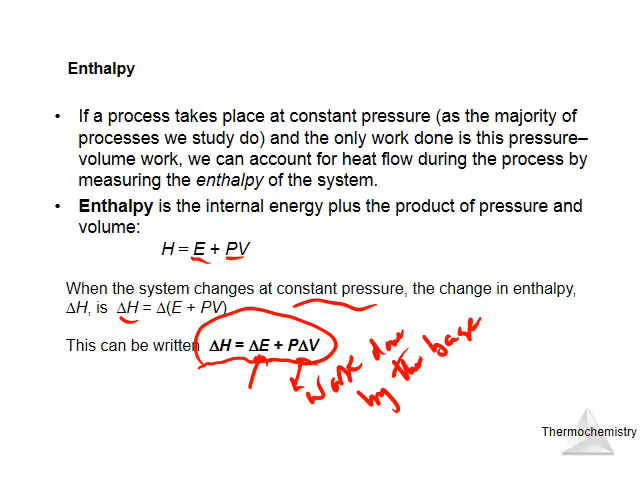 Enthalpy
• If a process takes place at constant pressure (as the majority of
processes we study do) and the only work done is this pressure–
volume work, we can account for heat flow during the process by
measuring the enthalpy of the system.
• Enthalpy is the internal energy plus the product of pressure and
volume:
H = E + PV
When the system changes at constant pressure, the change in enthalpy,
ΔH, is ΔH = Δ(E + PV)
This can be written ΔH = ΔE + PΔV
work done
by the
Thermochemistry